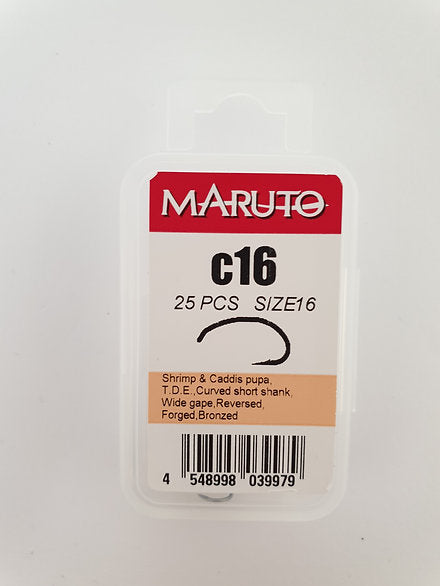 MARUTO
c16
25 PCS SIZE16
Shrimp & Caddis pupa,
T.D.E.,Curved short shank,
Wide gape,Reversed,
Forged,Bronzed
4 548998 039979